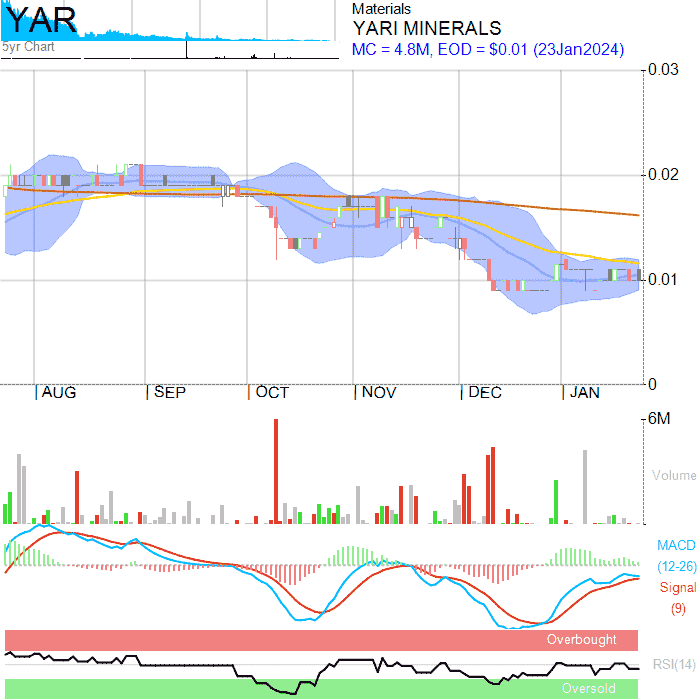 YAR
5yr Chart
Materials
YARI MINERALS
MC = 4.8M, EOD = $0.01 (23Jan2024)
0.03
0.02
0.01
0
AUG SEP OCT NOV DEC JAN
6M
Volume
MACD
(12-26)
Signal
(9)
Overbought
RSI(14)
Oversold